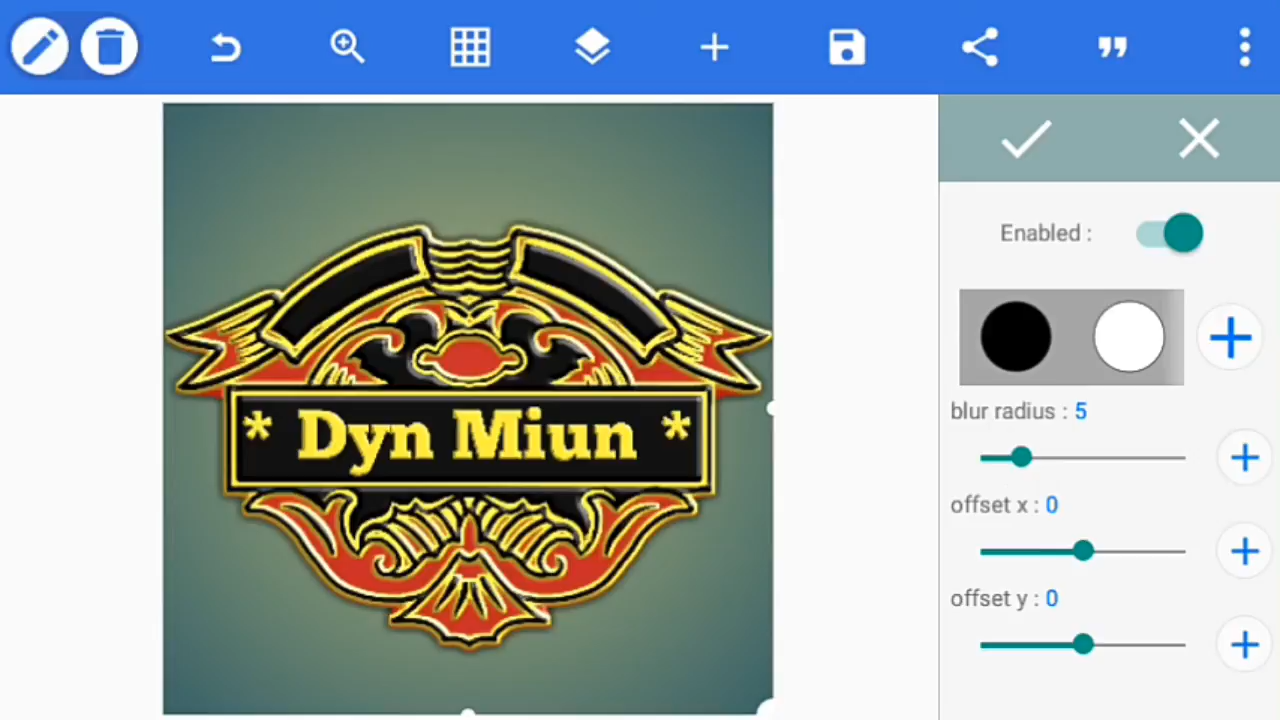 Enabled :
blur radius : 5
offset x : 0
offset y : 0
* Dyn Miun *